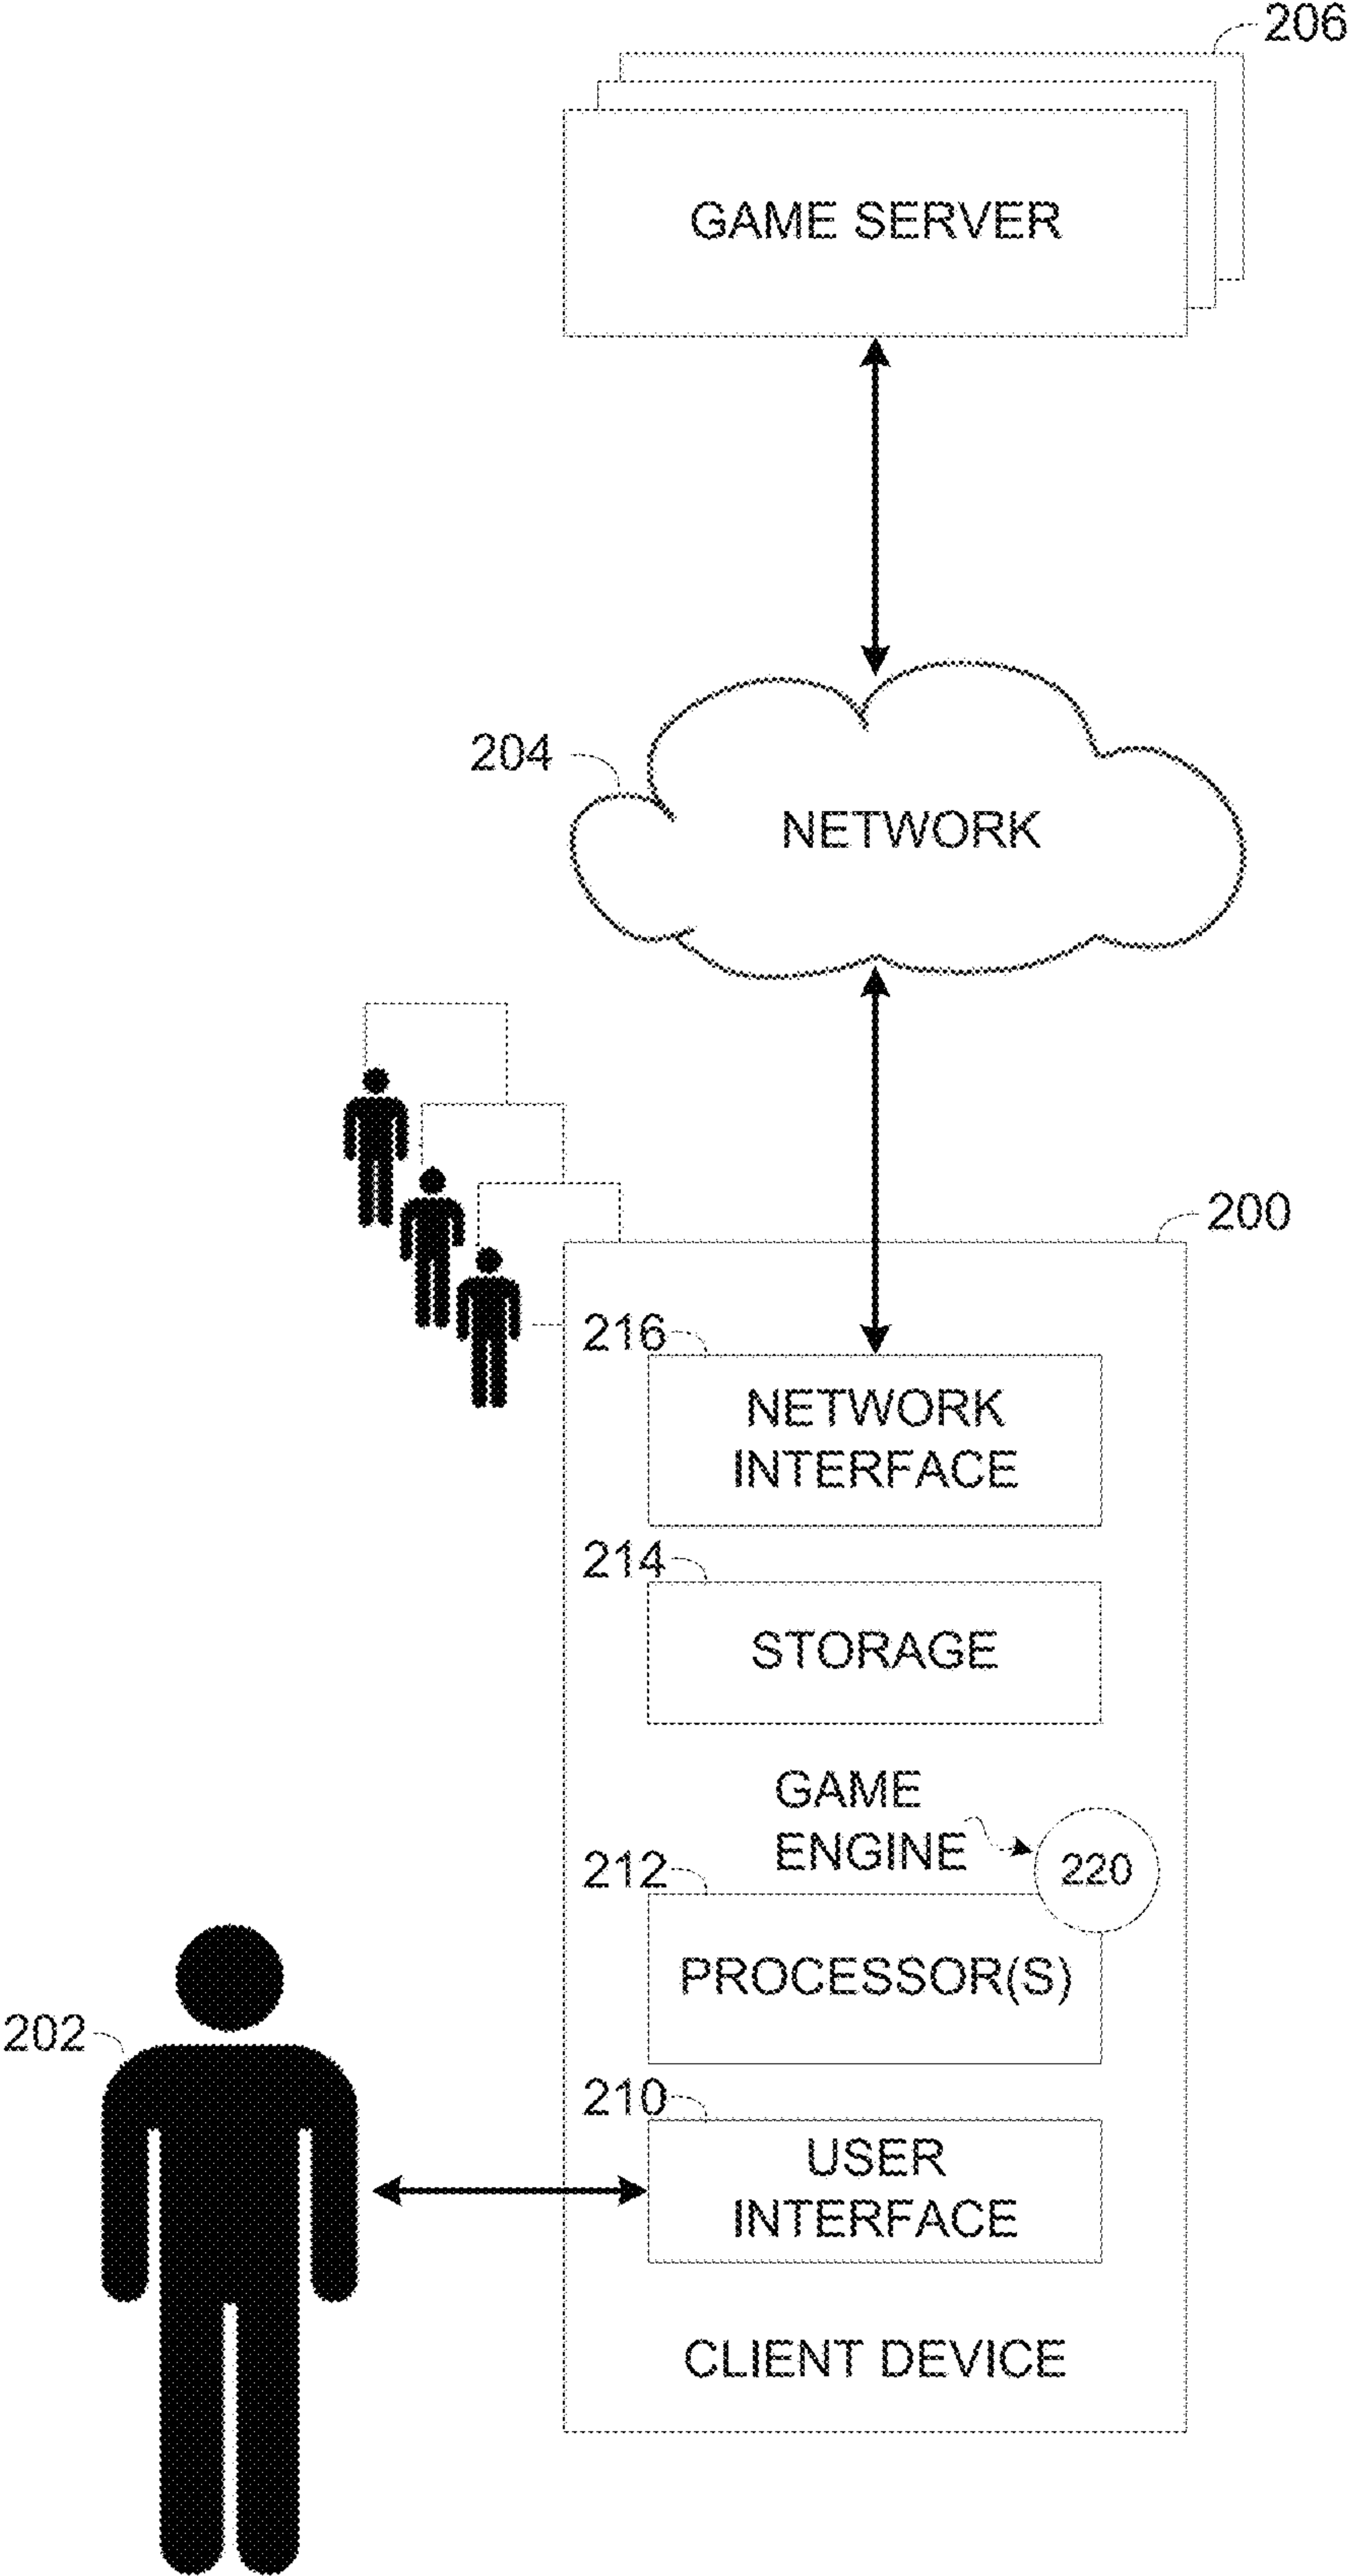 206
GAME SERVER
204
NETWORK
200
216
NETWORK
INTERFACE
214
STORAGE
GAME
ENGINE
220
212
PROCESSOR(S)
202
210
USER
INTERFACE
CLIENT DEVICE